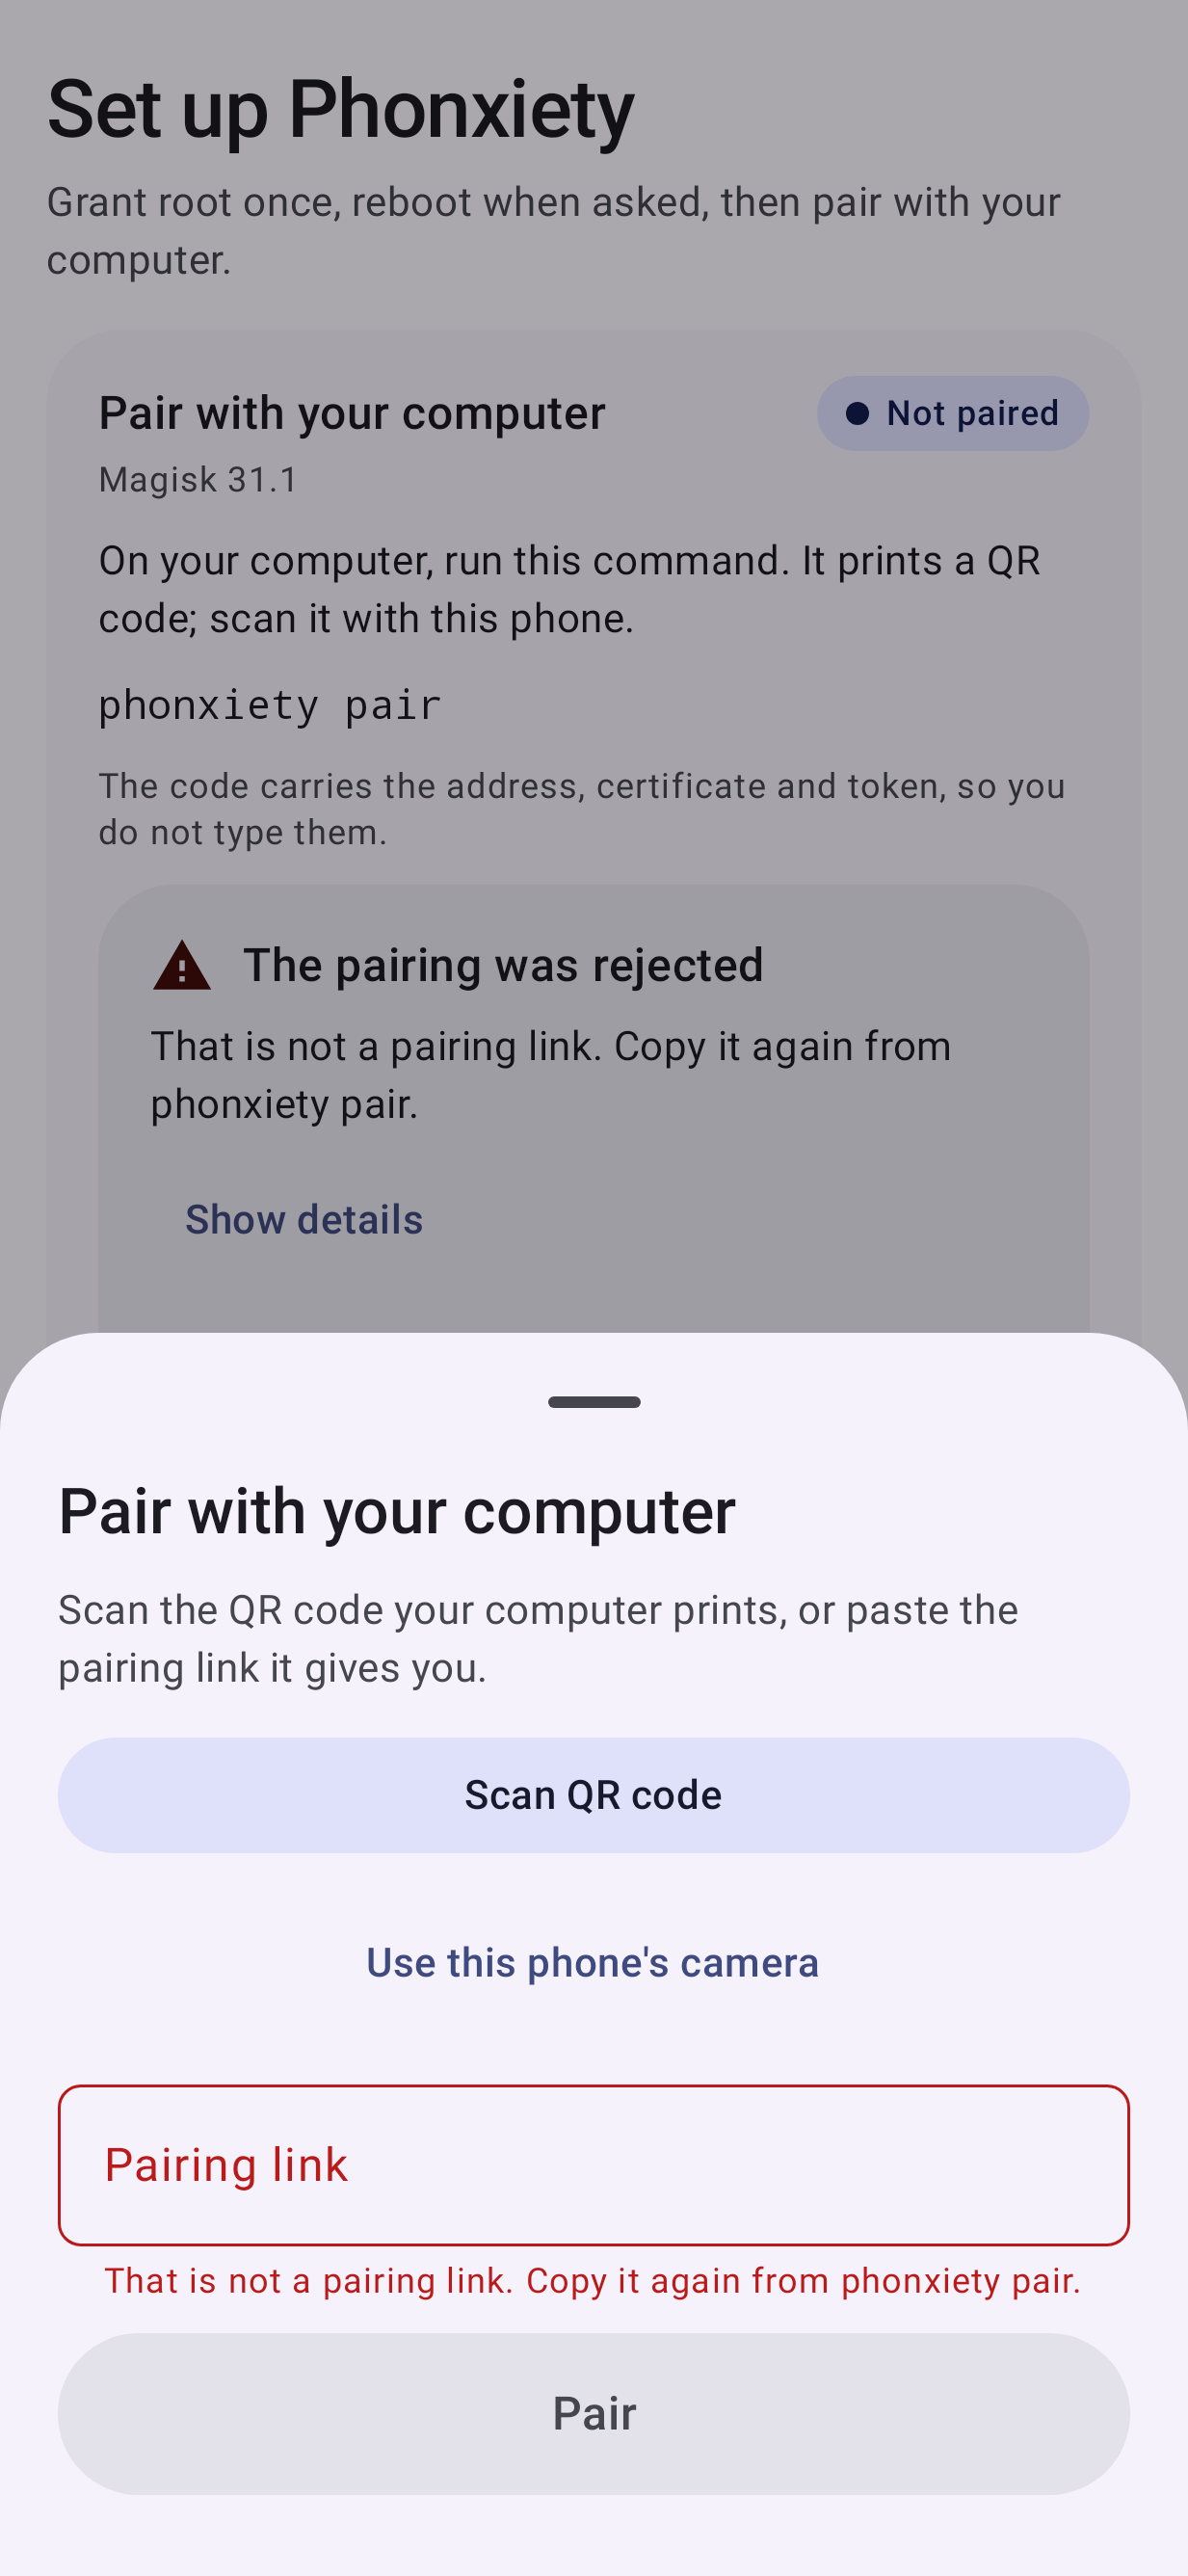 Set up Phonxiety
Grant root once, reboot when asked, then pair with your
computer.
Pair with your computer
Not paired
Magisk 31.1
On your computer, run this command. It prints a QR
code; scan it with this phone.
phonxiety pair
The code carries the address, certificate and token, so you
do not type them.
The pairing was rejected
That is not a pairing link. Copy it again from
phonxiety pair.
Show details
Pair with your computer
Scan the QR code your computer prints, or paste the
pairing link it gives you.
Scan QR code
Use this phone's camera
Pairing link
That is not a pairing link. Copy it again from phonxiety pair.
Pair